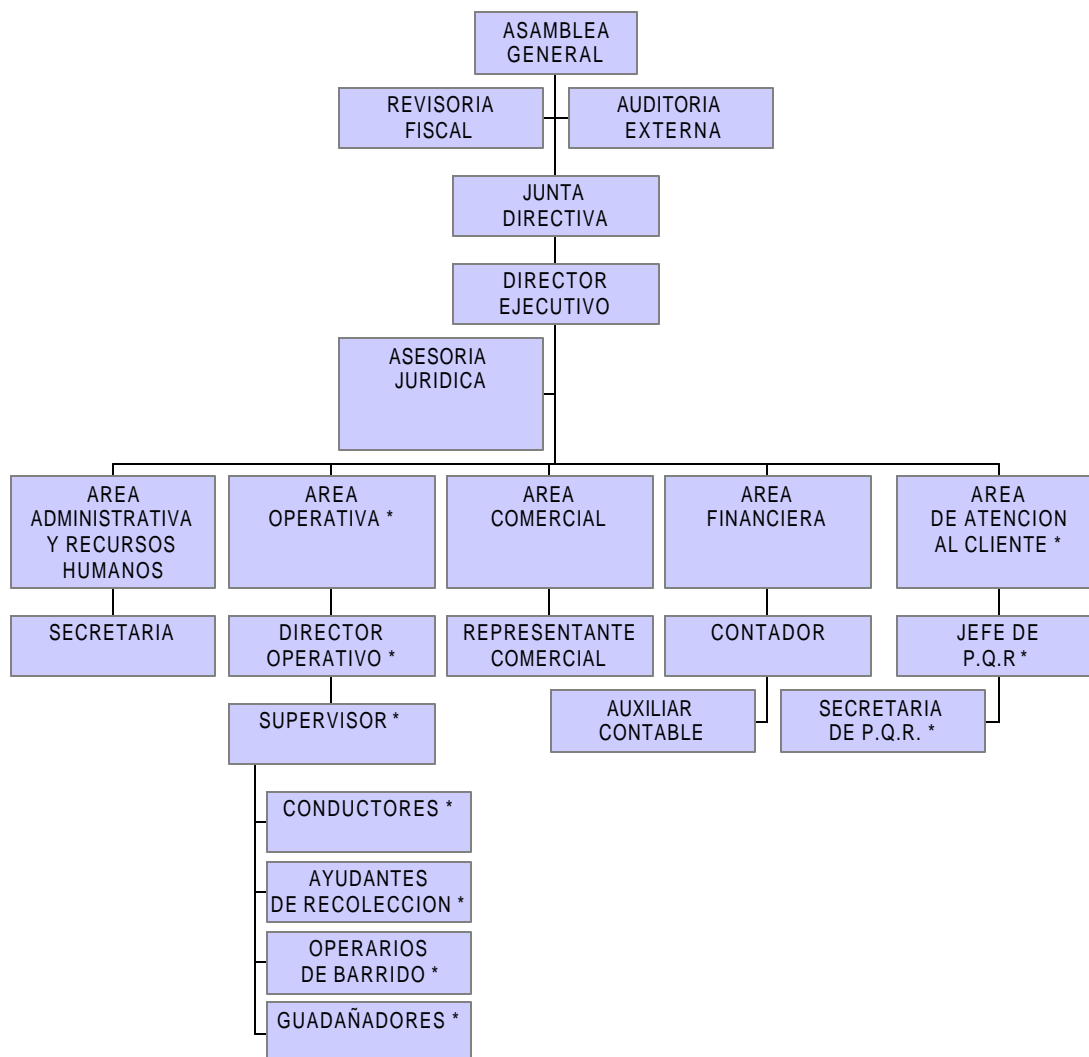 ASAMBLEA
GENERAL
REVISORIA
FISCAL
AUDITORIA
EXTERNA
JUNTA
DIRECTIVA
DIRECTOR
EJECUTIVO
ASESORIA
JURIDICA
AREA
ADMINISTRATIVA
Y RECURSOS
HUMANOS
AREA
OPERATIVA *
AREA
COMERCIAL
AREA
FINANCIERA
AREA
DE ATENCION
AL CLIENTE *
SECRETARIA
DIRECTOR
OPERATIVO *
REPRESENTANTE
COMERCIAL
CONTADOR
JEFE DE
P.Q.R *
SUPERVISOR *
AUXILIAR
CONTABLE
SECRETARIA
DE P.Q.R. *
CONDUCTORES *
AYUDANTES
DE RECOLECCION *
OPERARIOS
DE BARRIDO *
GUADAÑADORES *